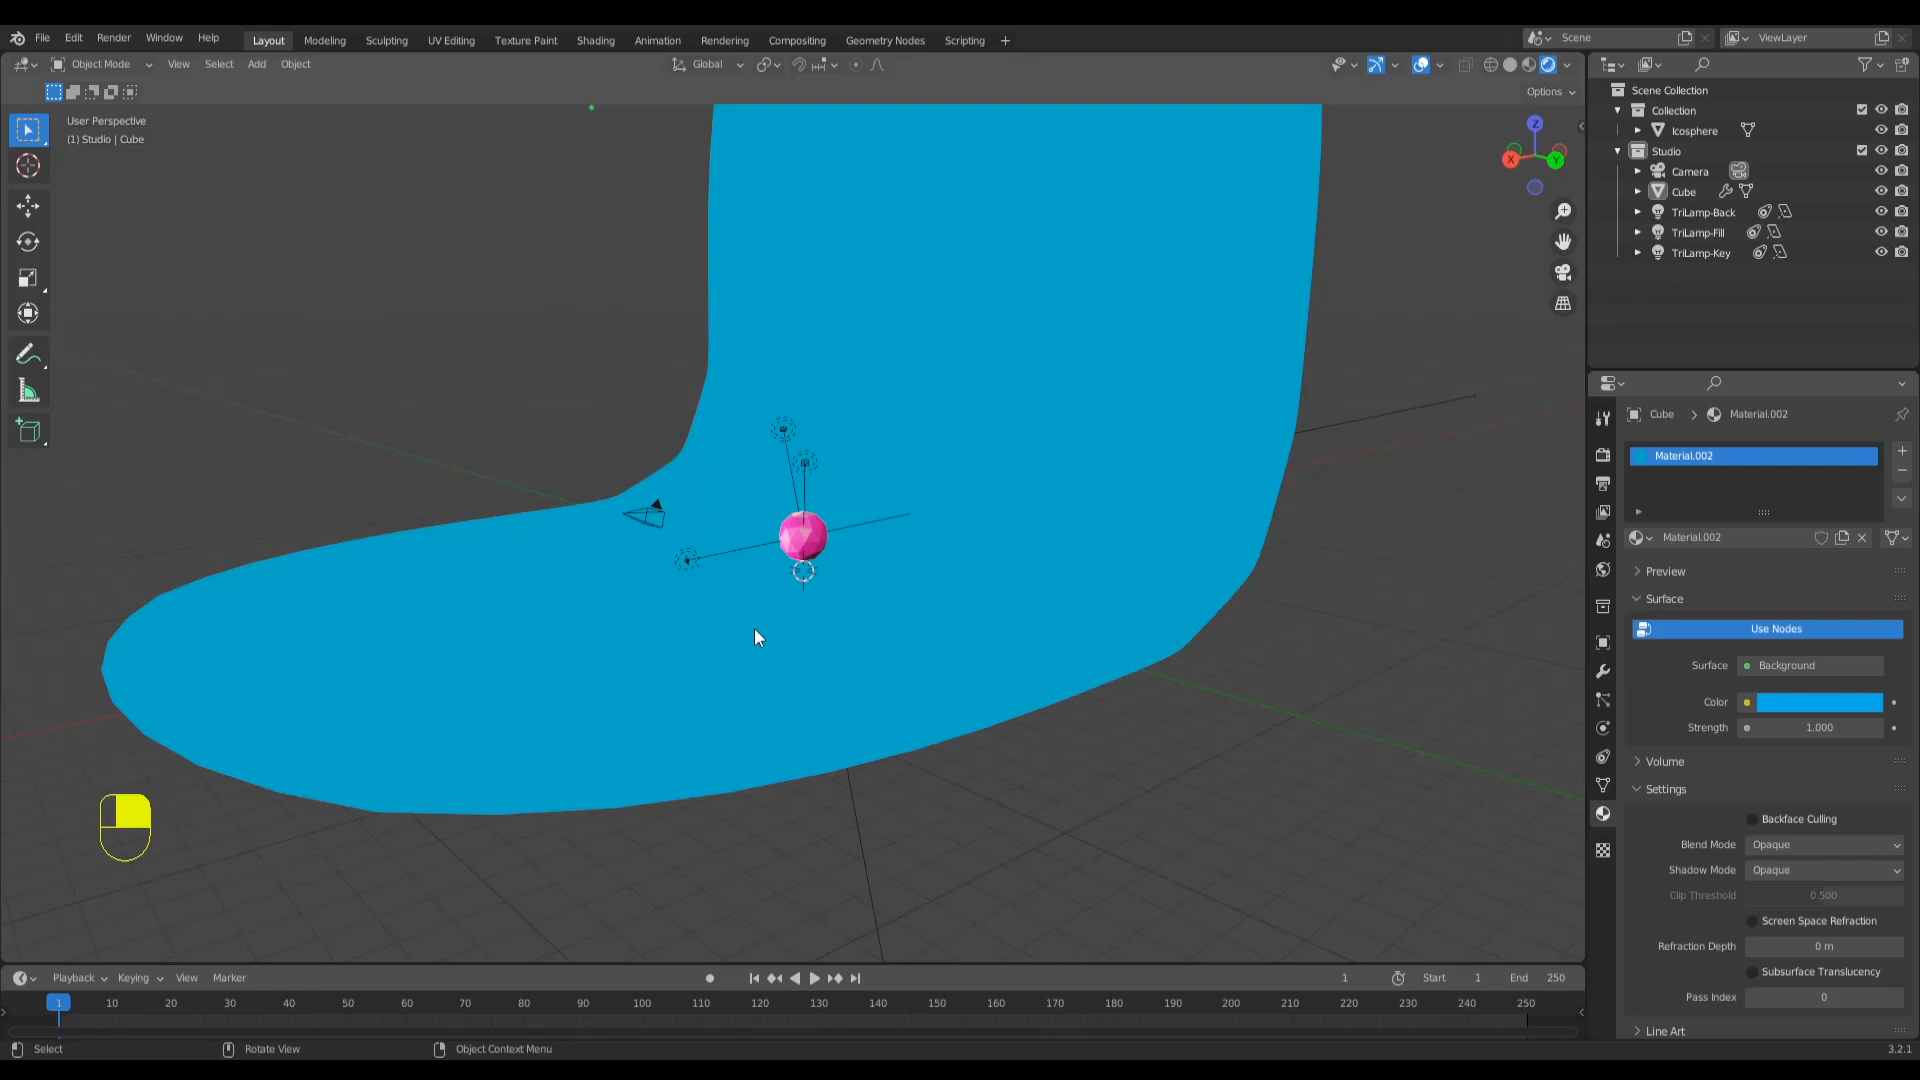 File Edit Render Window Help Layout Modeling Sculpting UV Editing Texture Paint Shading Animation Rendering Compositing Geometry Nodes Scripting + Scene ViewLayer
Object Mode View Select Add Object Global
Options
User Perspective
(1) Studio | Cube
Z
X
Y
Scene Collection
Collection
Icosphere
Studio
Camera
Cube
TriLamp-Back
TriLamp-Fill
TriLamp-Key
Cube Material.002
Material.002
Material.002
Preview
Surface
Use Nodes
Surface Background
Color
Strength 1.000
Volume
Settings
Backface Culling
Blend Mode Opaque
Shadow Mode Opaque
Clip Threshold 0.500
Screen Space Refraction
Refraction Depth 0 m
Subsurface Translucency
Pass Index 0
Line Art
Playback Keying View Marker 1 Start 1 End 250
1 10 20 30 40 50 60 70 80 90 100 110 120 130 140 150 160 170 180 190 200 210 220 230 240 250
Select Rotate View Object Context Menu 3.2.1